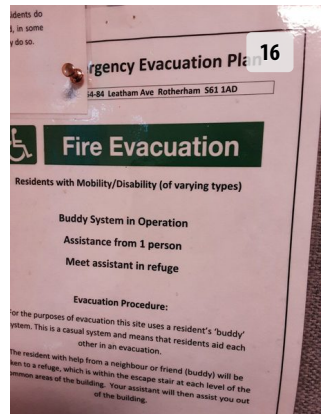 idents do
, in some
y do so.
16
rgency Evacuation Pla
64-84 Leatham Ave Rotherham S61 1AD
Fire Evacuation
Residents with Mobility/Disability (of varying types)
Buddy System in Operation
Assistance from 1 person
Meet assistant in refuge
Evacuation Procedure:
or the purposes of evacuation this site uses a resident's 'buddy'
ystem. This is a casual system and means that residents aid each
other in an evacuation.
The resident with help from a neighbour or friend (buddy) will be
ken to a refuge, which is within the escape stair at each level of the
ommon areas of the building. Your assistant will then assist you out
of the building.